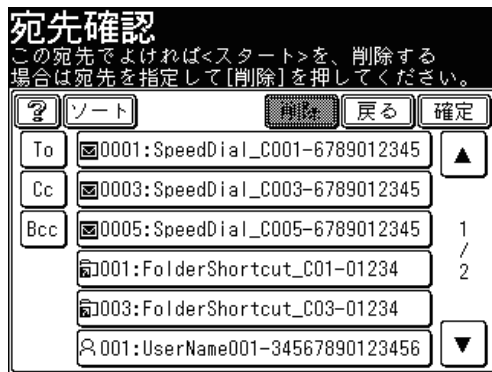 宛先確認
この宛先でよければ<スタート>を、削除する
場合は宛先を指定して[削除]を押してください。
? ソート 削除 戻る 確定
To 0001:SpeedDial_C001-6789012345
Cc 0003:SpeedDial_C003-6789012345
Bcc 0005:SpeedDial_C005-6789012345
001:FolderShortcut_C01-01234
003:FolderShortcut_C03-01234
001:UserName001-34567890123456
1
/
2